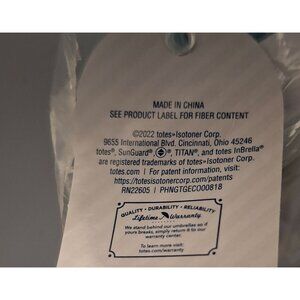 MADE IN CHINA
SEE PRODUCT LABEL FOR FIBER CONTENT
©2022 totes»Isotoner Corp.
9655 International Blvd. Cincinnati, Ohio 45246
totes®, SunGuard®, ®, TITAN®, and totes InBrella®
are registered trademarks of totes»Isotoner Corp.
totes.com | For patent information, visit:
https://totesisotonercorp.com/patents
RN22605 | PHNGTGECO00818
QUALITY • DURABILITY • RELIABILITY
Lifetime Warranty
We stand behind our umbrellas so if
yours breaks, simply return it to our
warranty center.
To learn more visit:
totes.com/warranty